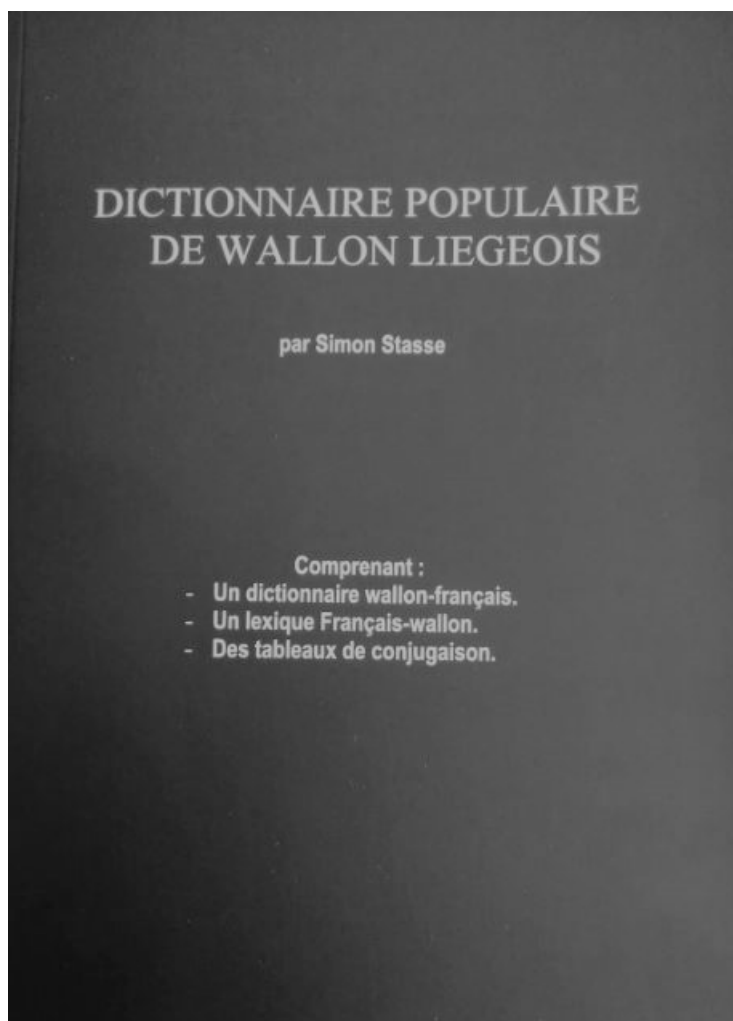 DICTIONNAIRE POPULAIRE
DE WALLON LIEGEOIS
par Simon Stasse
Comprenant :
- Un dictionnaire wallon-français.
- Un lexique Français-wallon.
- Des tableaux de conjugaison.